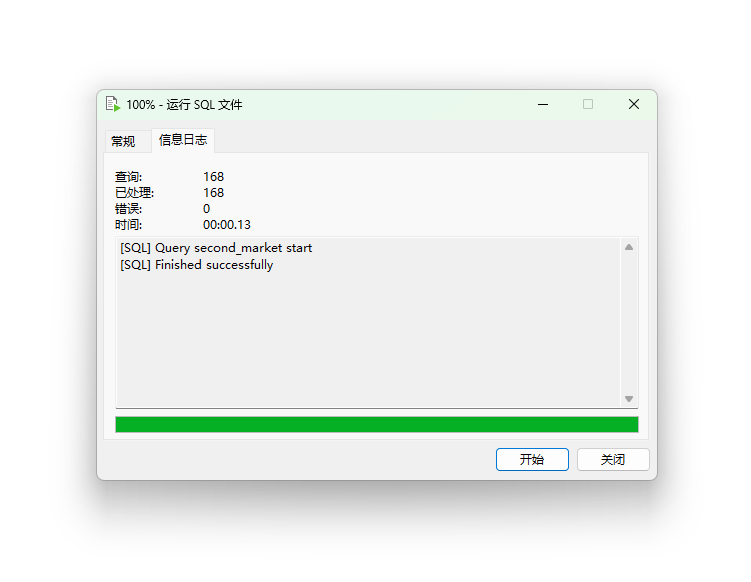 100% - 运行 SQL 文件
常规 信息日志
查询: 168
已处理: 168
错误: 0
时间: 00:00.13
[SQL] Query second_market start
[SQL] Finished successfully
开始 关闭